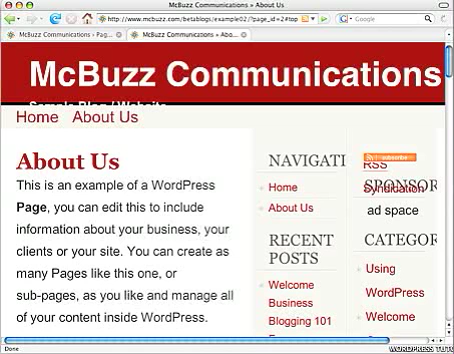 McBuzz Communications » About Us
http://www.mcbuzz.com/betablogs/example02/?page_id=2#top
McBuzz Communications › Pag...
McBuzz Communications » Abo...
McBuzz Communications
Sample Blog / Website
Home About Us
About Us
This is an example of a WordPress
Page, you can edit this to include
information about your business, your
clients or your site. You can create as
many Pages like this one, or
sub-pages, as you like and manage all
of your content inside WordPress.
NAVIGATI
Home
About Us
RECENT
POSTS
Welcome
Business
Blogging 101
subscribe
RSS
Syndication
SPONSOR
ad space
CATEGOR
Using
WordPress
Welcome
Done
WORDPRESS TUTO